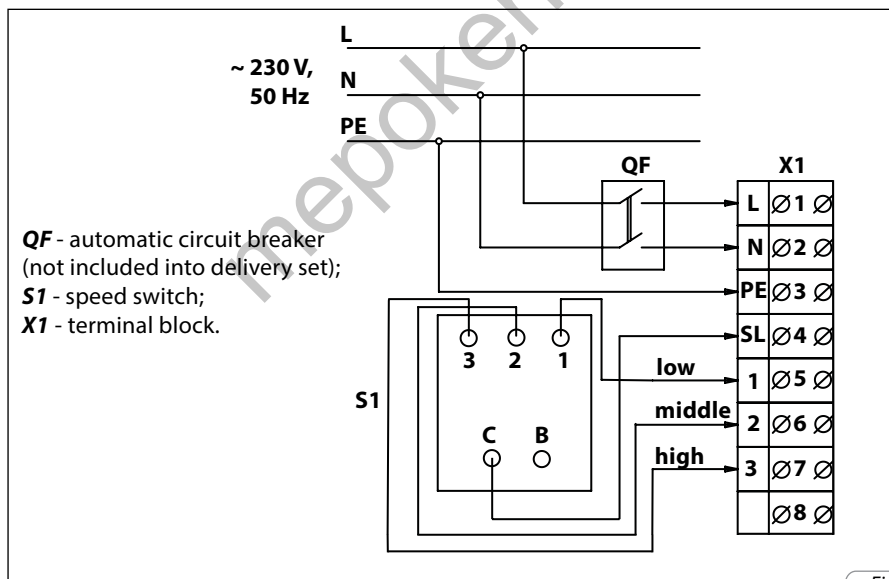 L
~ 230 V,
50 Hz
N
PE
QF
X1
L 1
N 2
PE 3
SL 4
1 5
2 6
3 7
8
QF - automatic circuit breaker
(not included into delivery set);
S1 - speed switch;
X1 - terminal block.
3 2 1
low
middle
high
S1
C B